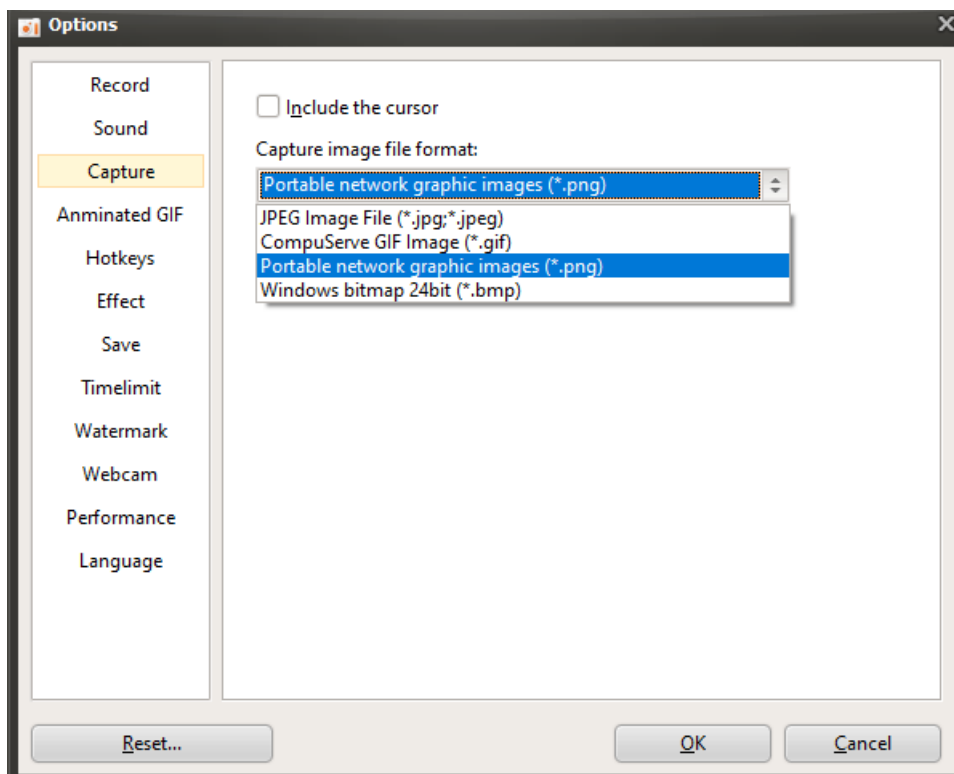 Options
Record
Sound
Capture
Anminated GIF
Hotkeys
Effect
Save
Timelimit
Watermark
Webcam
Performance
Language
Include the cursor
Capture image file format:
Portable network graphic images (*.png)
JPEG Image File (*.jpg;*.jpeg)
CompuServe GIF Image (*.gif)
Portable network graphic images (*.png)
Windows bitmap 24bit (*.bmp)
Reset...
OK
Cancel